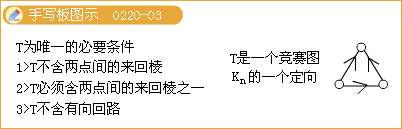 手写板图示 0220-03
T为唯一的必要条件
1>T不含两点间的来回棱
2>T必须含两点间的来回棱之一
3>T不含有向回路
T是一个竞赛图
Kn的一个定向